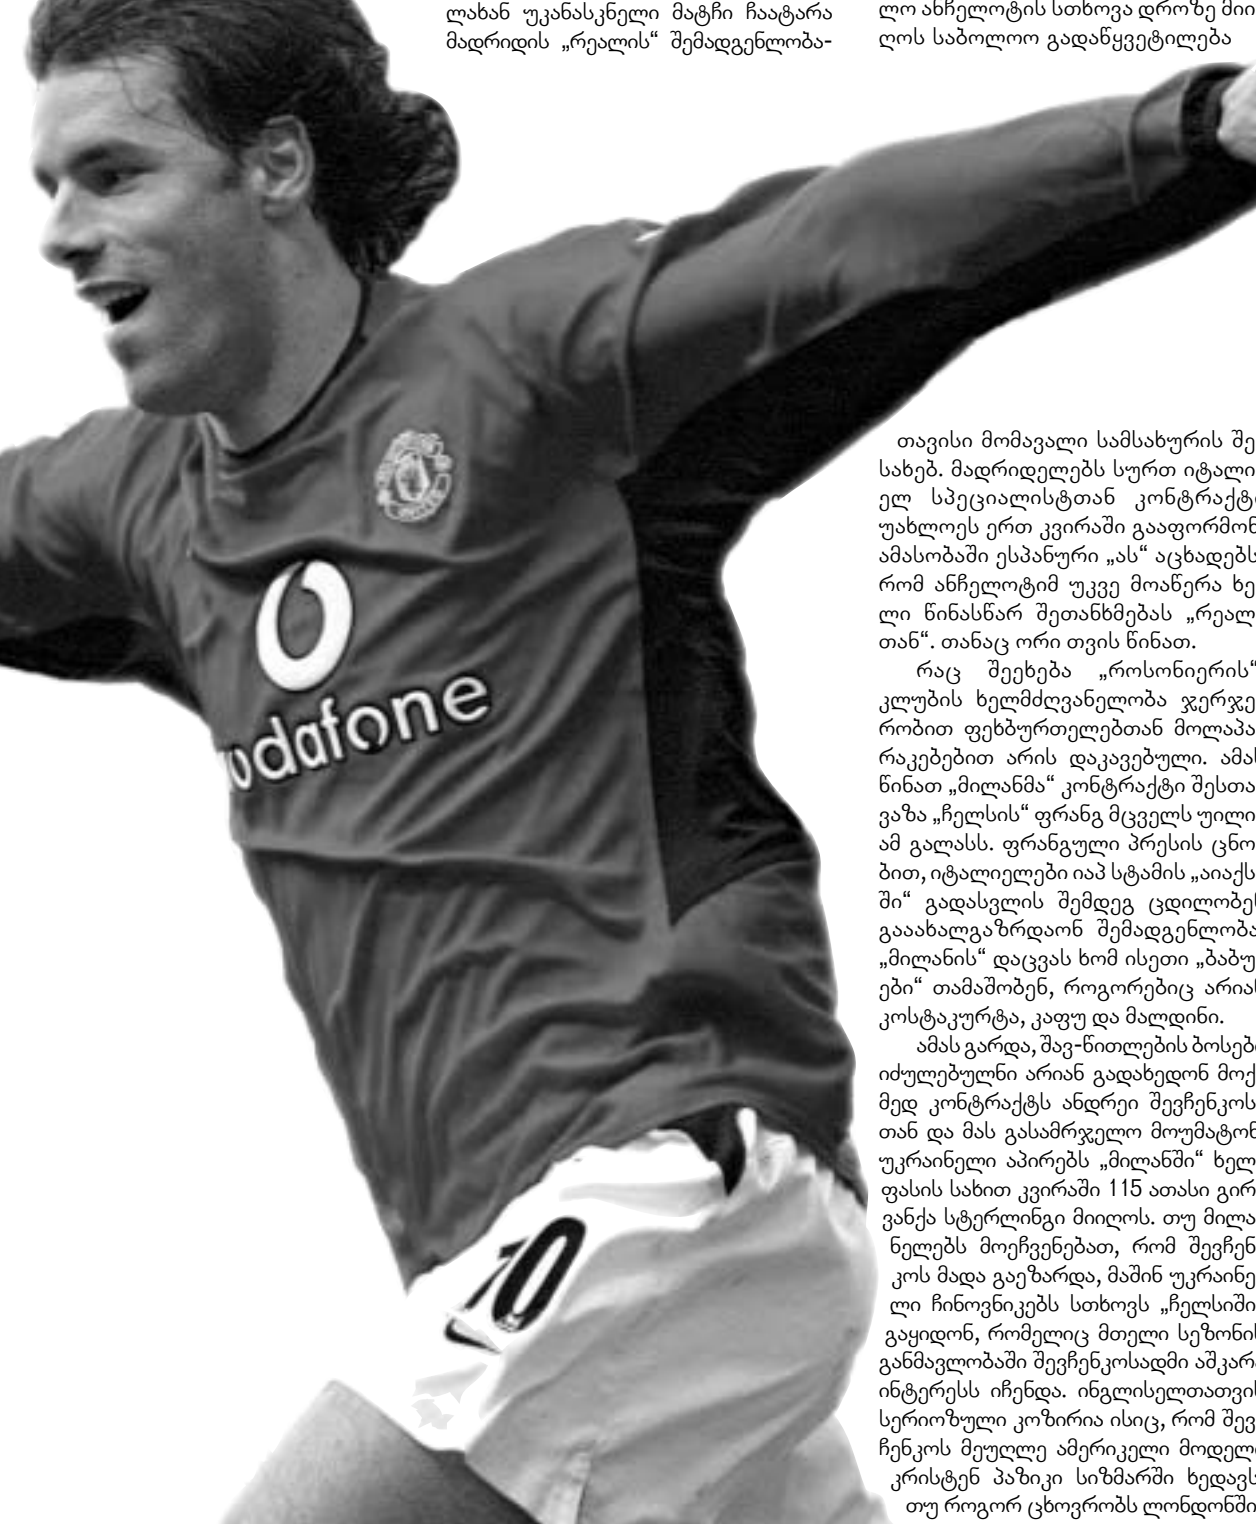 ლახან უკანასკნელი მატჩი ჩაატარა
მადრიდის „რეალის“ შემადგენლობა-
ლო ანჩელოტის სთხოვა დროზე მიი-
ღოს საბოლოო გადაწყვეტილება
vodafone
10
თავისი მომავალი სამსახურის შე-
სახებ. მადრიდელებს სურთ იტალი-
ელ სპეციალისტთან კონტრაქტი
უახლოეს ერთ კვირაში გააფორმონ
ამასობაში ესპანური „ას“ აცხადებს,
რომ ანჩელოტიმ უკვე მოაწერა ხე-
ლი წინასწარ შეთანხმებას „რეალ-
თან“. თანაც ორი თვის წინათ.
რაც შეეხება „როსონიერის“
კლუბის ხელმძღვანელობა ჯერჯე-
რობით ფეხბურთელებთან მოლაპა-
რაკებებით არის დაკავებული. ამას
წინათ „მილანმა“ კონტრაქტი შესთა-
ვაზა „ჩელსის“ ფრანგ მცველს უილი-
ამ გალასს. ფრანგული პრესის ცნო-
ბით, იტალიელები იაპ სტამის „აიაქს-
ში“ გადასვლის შემდეგ ცდილობენ
გააახალგაზრდაონ შემადგენლობა
„მილანის“ დაცვას ხომ ისეთი „ბაბუ-
ები“ თამაშობენ, როგორებიც არიან
კოსტაკურტა, კაფუ და მალდინი.
ამას გარდა, შავ-წითლების ბოსები
იძულებულნი არიან გადახედონ მოქ-
მედ კონტრაქტს ანდრეი შევჩენკოს-
თან და მას გასამრჯელო მოუმატონ
უკრაინელი აპირებს „მილანში“ ხელ-
ფასის სახით კვირაში 115 ათასი გირ-
ვანქა სტერლინგი მიიღოს. თუ მილა-
ნელებს მოეჩვენებათ, რომ შევჩენ-
კოს მადა გაეზარდა, მაშინ უკრაინე-
ლი ჩინოვნიკებს სთხოვს „ჩელსიში
გაყიდონ, რომელიც მთელი სეზონის
განმავლობაში შევჩენკოსადმი აშკარა
ინტერესს იჩენდა. ინგლისელთათვის
სერიოზული კოზირია ისიც, რომ შევ-
ჩენკოს მეუღლე ამერიკელი მოდელი
კრისტენ პაზიკი სიზმარში ხედავს,
თუ როგორ ცხოვრობს ლონდონში